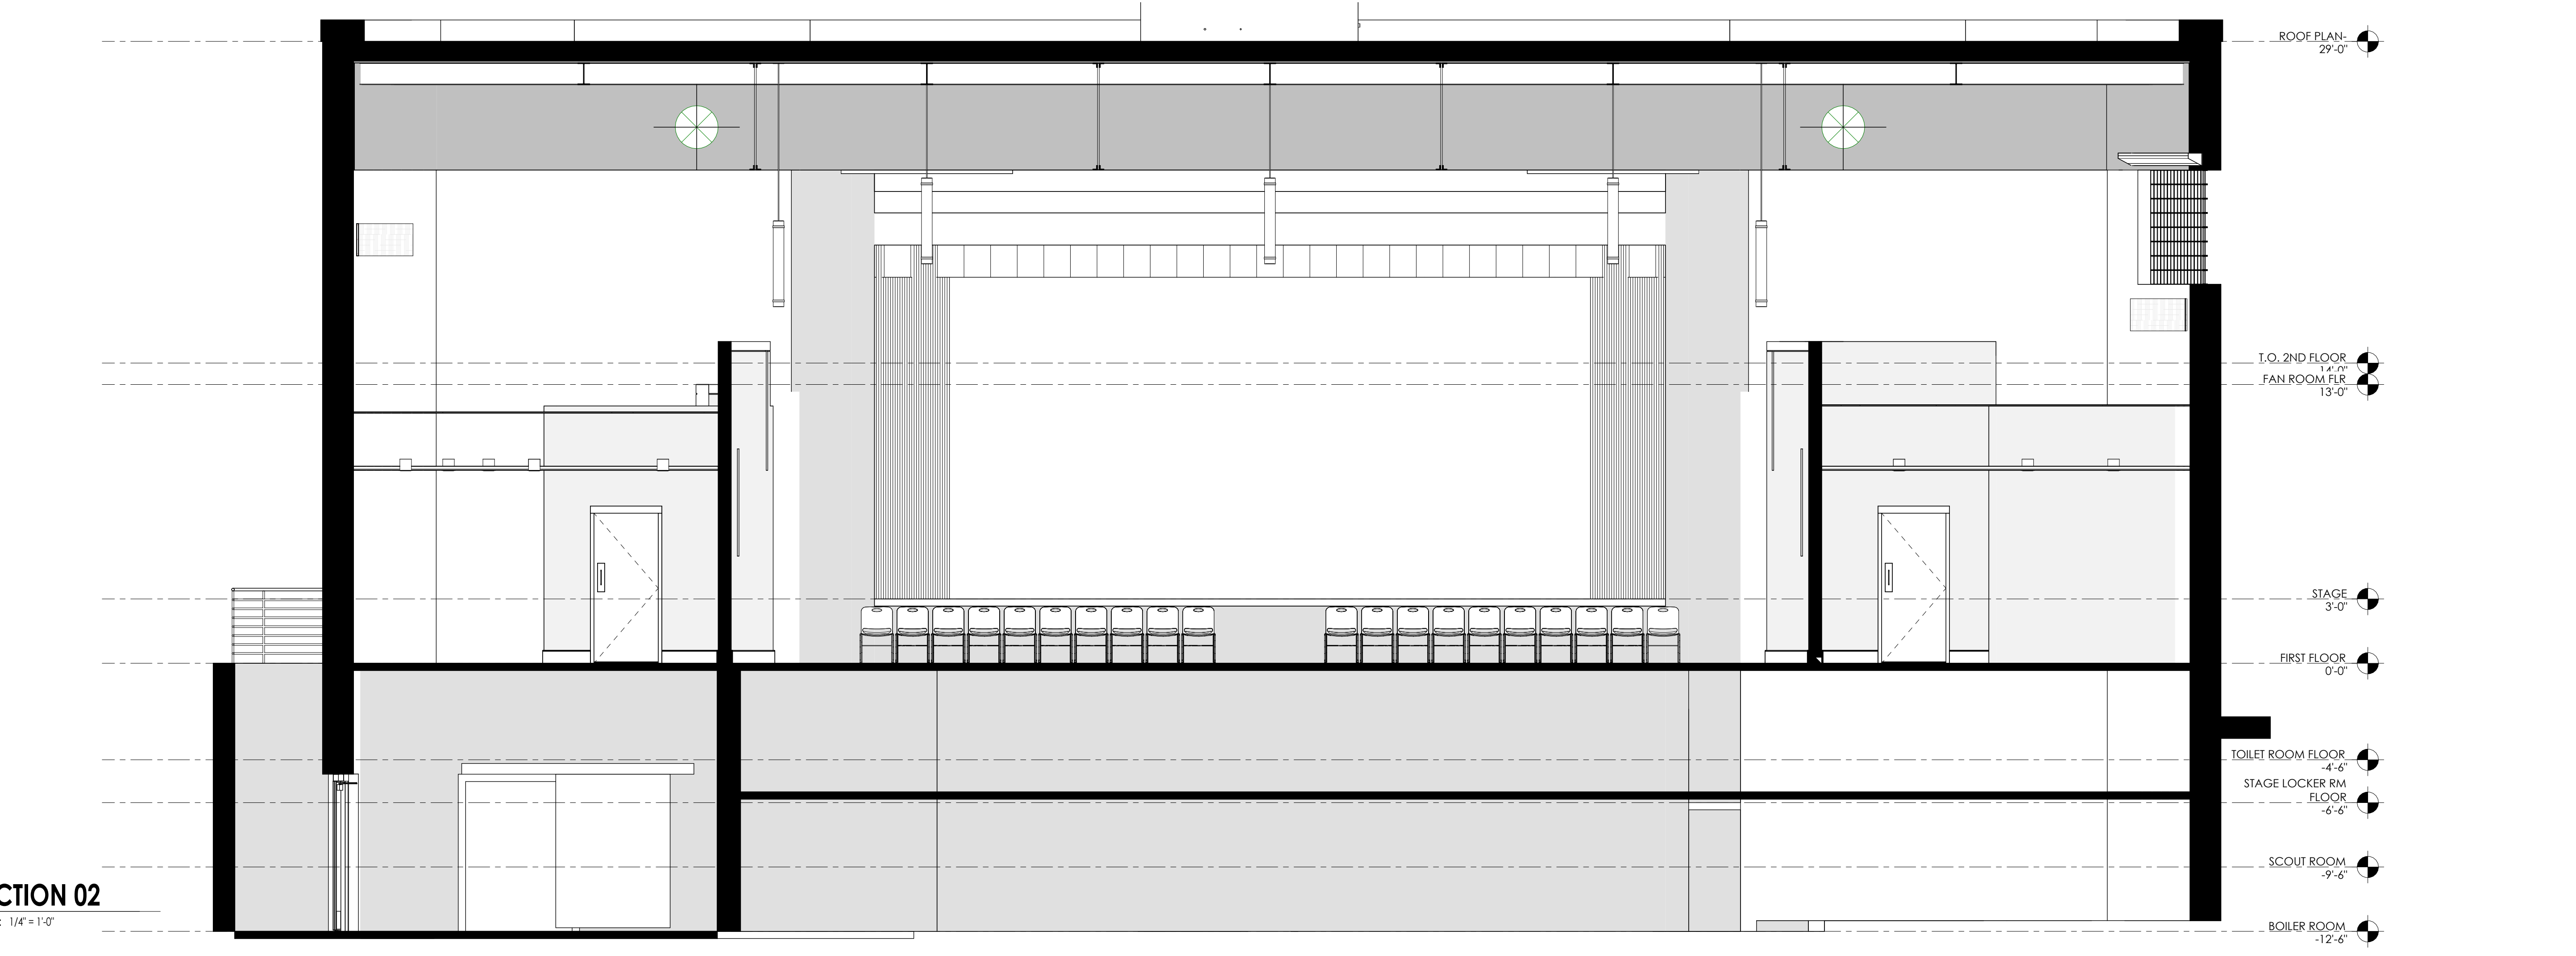 ROOF PLAN-
29'-0"
T.O. 2ND FLOOR
14'-0"
FAN ROOM FLR
13'-0"
STAGE
3'-0"
FIRST FLOOR
0'-0"
TOILET ROOM FLOOR
-4'-6"
STAGE LOCKER RM
FLOOR
-6'-6"
SCOUT ROOM
-9'-6"
BOILER ROOM
-12'-6"
CTION 02
: 1/4" = 1'-0"